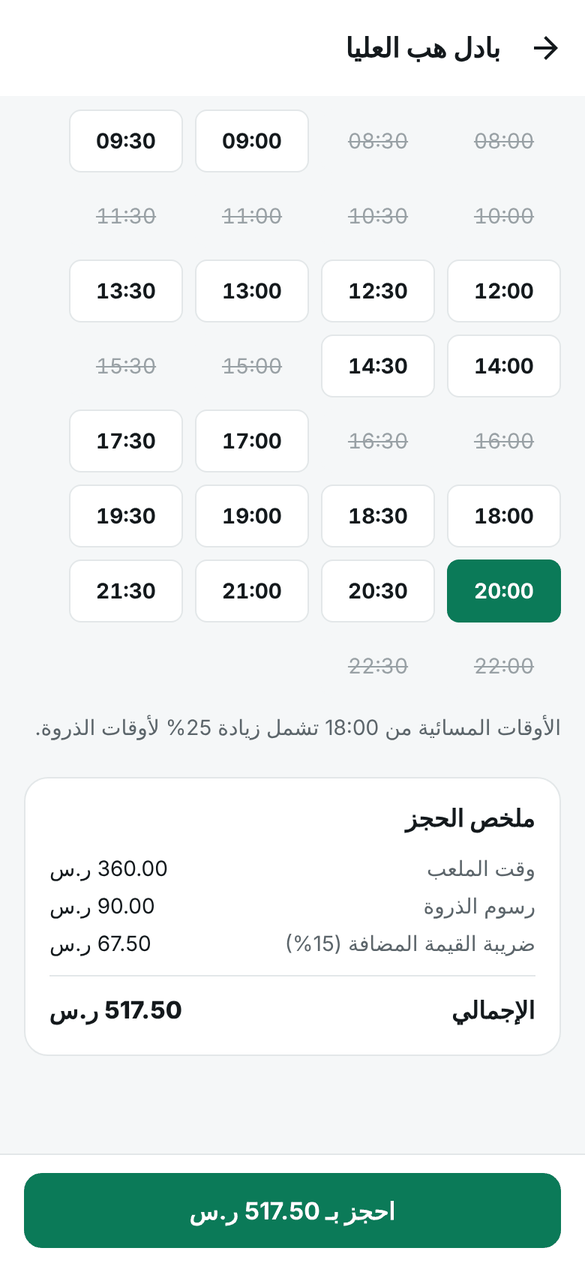 بادل هب العليا
08:00 08:30 09:00 09:30
10:00 10:30 11:00 11:30
12:00 12:30 13:00 13:30
14:00 14:30 15:00 15:30
16:00 16:30 17:00 17:30
18:00 18:30 19:00 19:30
20:00 20:30 21:00 21:30
22:00 22:30
الأوقات المسائية من 18:00 تشمل زيادة 25% لأوقات الذروة.
ملخص الحجز
وقت الملعب 360.00 ر.س
رسوم الذروة 90.00 ر.س
ضريبة القيمة المضافة (15%) 67.50 ر.س
الإجمالي 517.50 ر.س
احجز بـ 517.50 ر.س